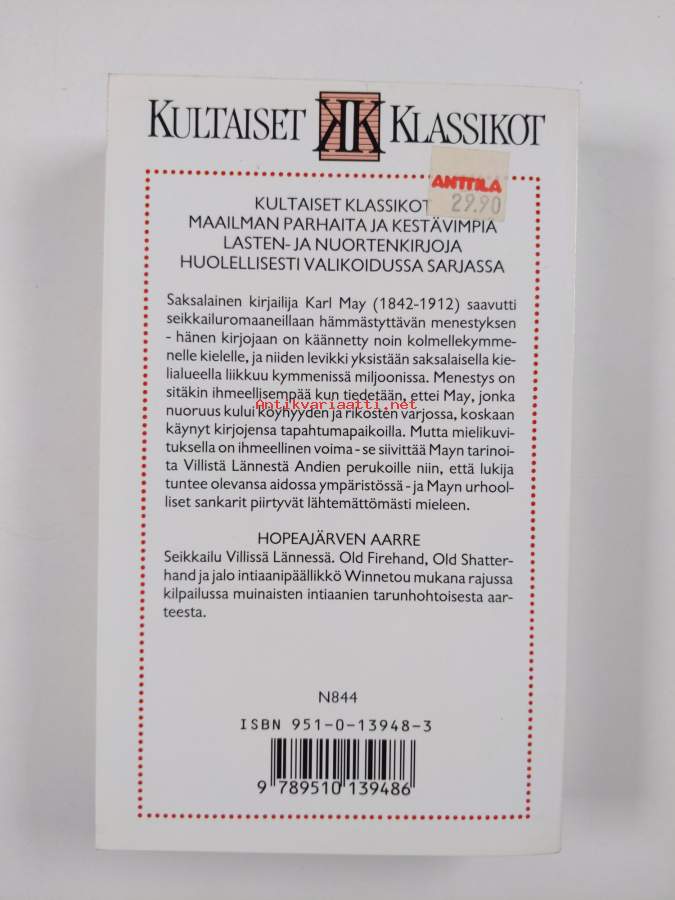 KULTAISET KK KLASSIKOT
ANTTILA
29.90
KULTAISET KLASSIKOT
MAAILMAN PARHAITA JA KESTÄVIMPIÄ
LASTEN- JA NUORTENKIRJOJA
HUOLELLISESTI VALIKOIDUSSA SARJASSA
Saksalainen kirjailija Karl May (1842-1912) saavutti
seikkailuromaaneillaan hämmästyttävän menestyksen
- hänen kirjojaan on käännetty noin kolmellekymme-
nelle kielelle, ja niiden levikki yksistään saksalaisella kie-
lialueella liikkuu kymmenissä miljoonissa. Menestys on
sitäkin ihmeellisempää kun tiedetään, ettei May, jonka
Antikvariaatti.net
nuoruus kului köyhyyden ja rikosten varjossa, koskaan
käynyt kirjojensa tapahtumapaikoilla. Mutta mielikuvi-
tuksella on ihmeellinen voima - se siivittää Mayn tarinoi-
ta Villistä Lännestä Andien perukoille niin, että lukija
tuntee olevansa aidossa ympäristössä - ja Mayn urhool-
liset sankarit piirtyvät lähtemättömästi mieleen.
HOPEAJÄRVEN AARRE
Seikkailu Villissä Lännessä. Old Firehand, Old Shatter-
hand ja jalo intiaanipäällikkö Winnetou mukana rajussa
kilpailussa muinaisten intiaanien tarunhohtoisesta aar-
teesta.
N844
ISBN 951-0-13948-3
9 789510 139486